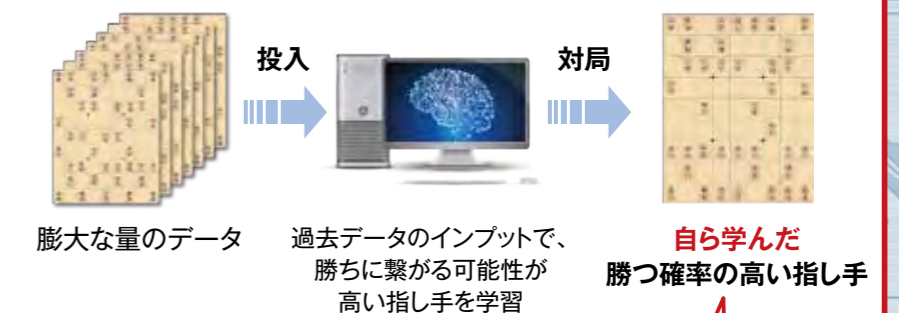 投入
対局
膨大な量のデータ
過去データのインプットで、
勝ちに繋がる可能性が
高い指し手を学習
自ら学んだ
勝つ確率の高い指し手